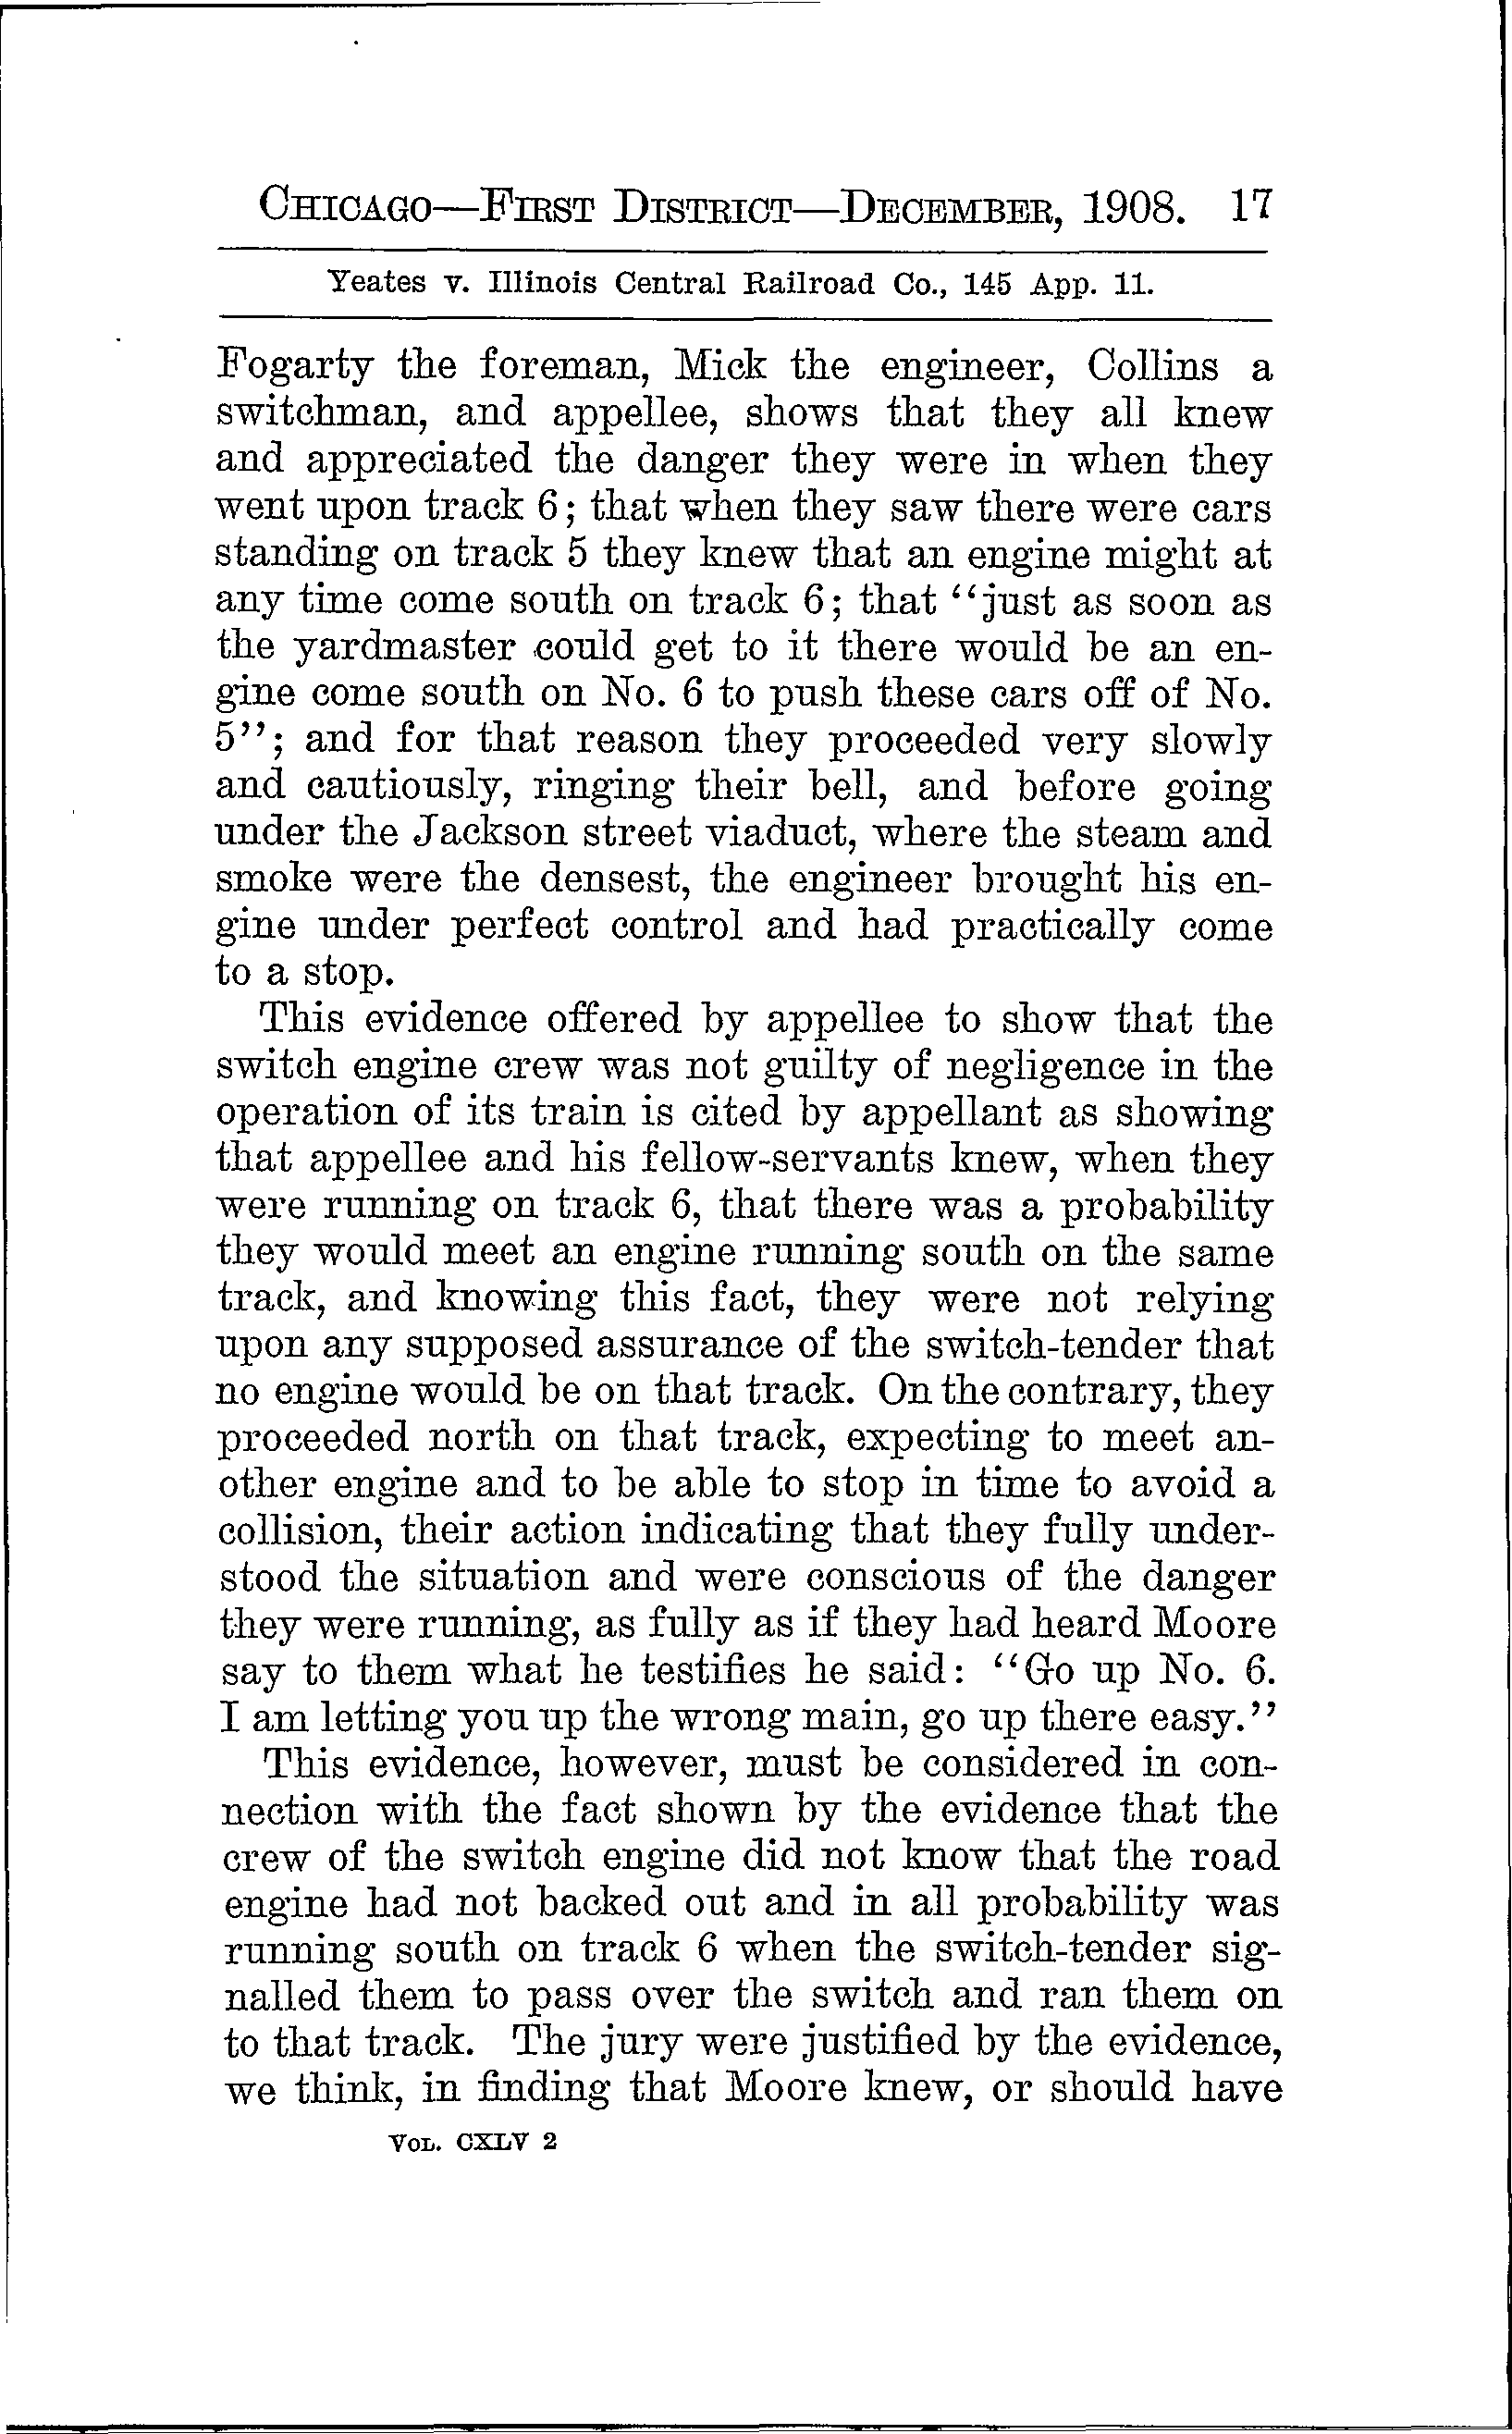 CHICAGO—FIRST DISTRICT—DECEMBER, 1908. 17
Yeates v. Illinois Central Railroad Co., 145 App. 11.
Fogarty the foreman, Mick the engineer, Collins a
switchman, and appellee, shows that they all knew
and appreciated the danger they were in when they
went upon track 6; that when they saw there were cars
standing on track 5 they knew that an engine might at
any time come south on track 6; that "just as soon as
the yardmaster could get to it there would be an en-
gine come south on No. 6 to push these cars off of No.
5"; and for that reason they proceeded very slowly
and cautiously, ringing their bell, and before going
under the Jackson street viaduct, where the steam and
smoke were the densest, the engineer brought his en-
gine under perfect control and had practically come
to a stop.
This evidence offered by appellee to show that the
switch engine crew was not guilty of negligence in the
operation of its train is cited by appellant as showing
that appellee and his fellow-servants knew, when they
were running on track 6, that there was a probability
they would meet an engine running south on the same
track, and knowing this fact, they were not relying
upon any supposed assurance of the switch-tender that
no engine would be on that track. On the contrary, they
proceeded north on that track, expecting to meet an-
other engine and to be able to stop in time to avoid a
collision, their action indicating that they fully under-
stood the situation and were conscious of the danger
they were running, as fully as if they had heard Moore
say to them what he testifies he said: "Go up No. 6.
I am letting you up the wrong main, go up there easy."
This evidence, however, must be considered in con-
nection with the fact shown by the evidence that the
crew of the switch engine did not know that the road
engine had not backed out and in all probability was
running south on track 6 when the switch-tender sig-
nalled them to pass over the switch and ran them on
to that track. The jury were justified by the evidence,
we think, in finding that Moore knew, or should have
VOL. CXLV 2